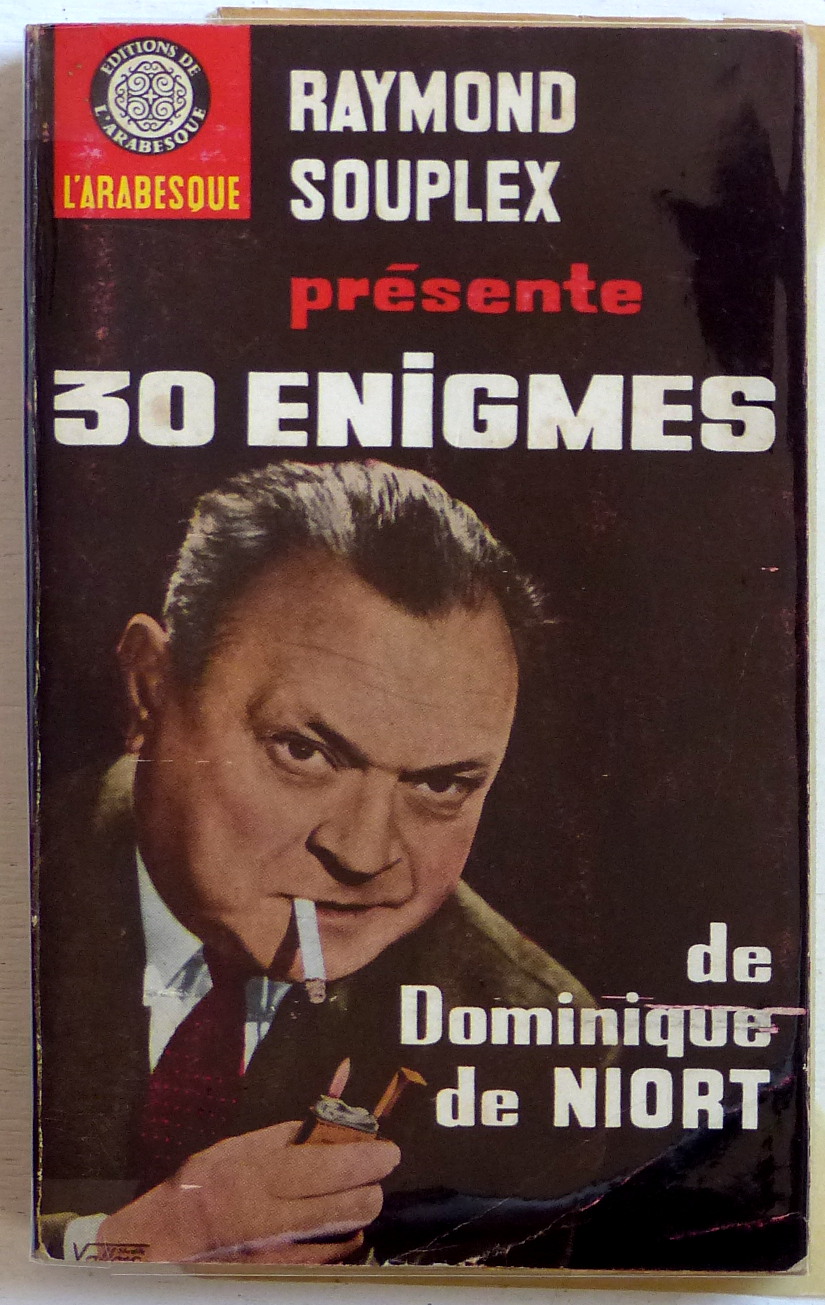 EDITIONS DE
L'ARABESQUE
L'ARABESQUE
RAYMOND
SOUPLEX
présente
30 ENiGMES
de
Dominique
de NIORT